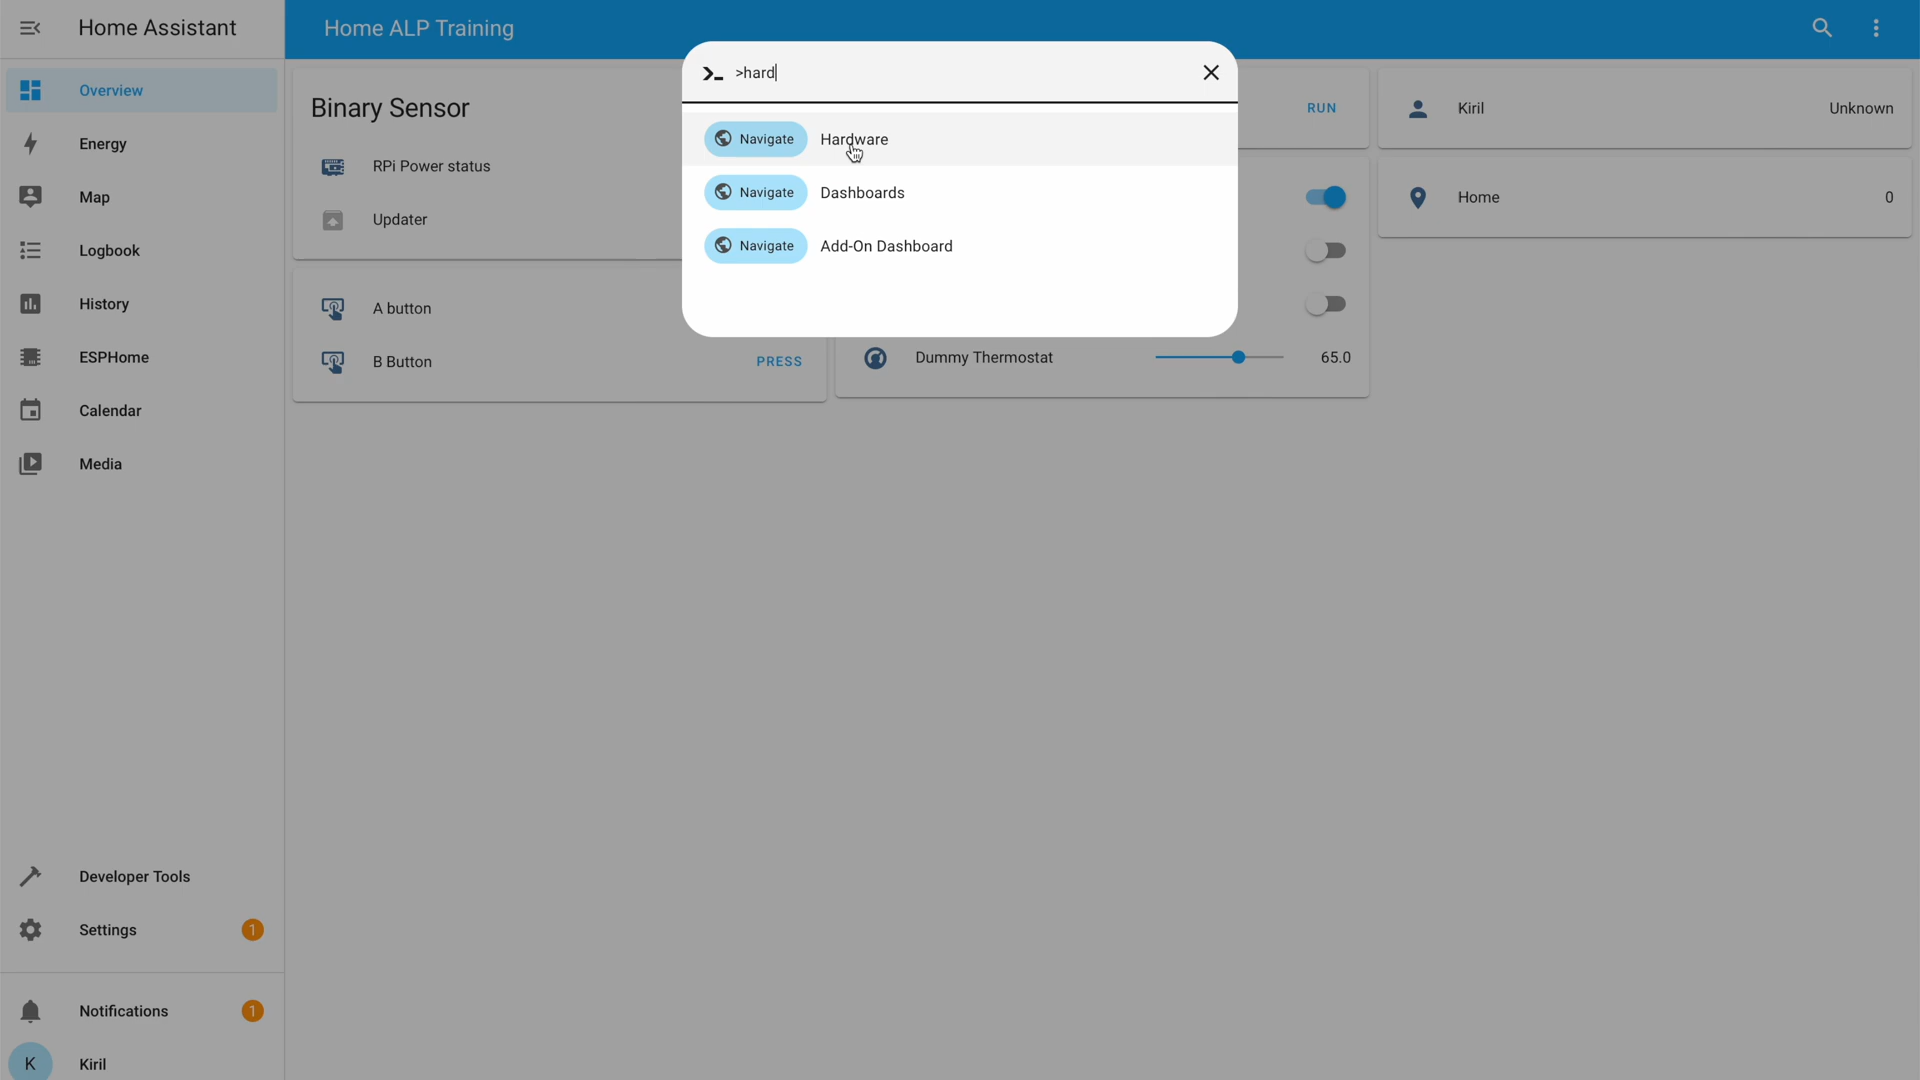 Home Assistant
Home ALP Training
>hard
Navigate Hardware
Navigate Dashboards
Navigate Add-On Dashboard
Overview
Energy
Map
Logbook
History
ESPHome
Calendar
Media
Developer Tools
Settings 1
Notifications 1
K Kiril
Binary Sensor
RPi Power status
Updater
A button
B Button PRESS
RUN
Dummy Thermostat 65.0
Kiril Unknown
Home 0